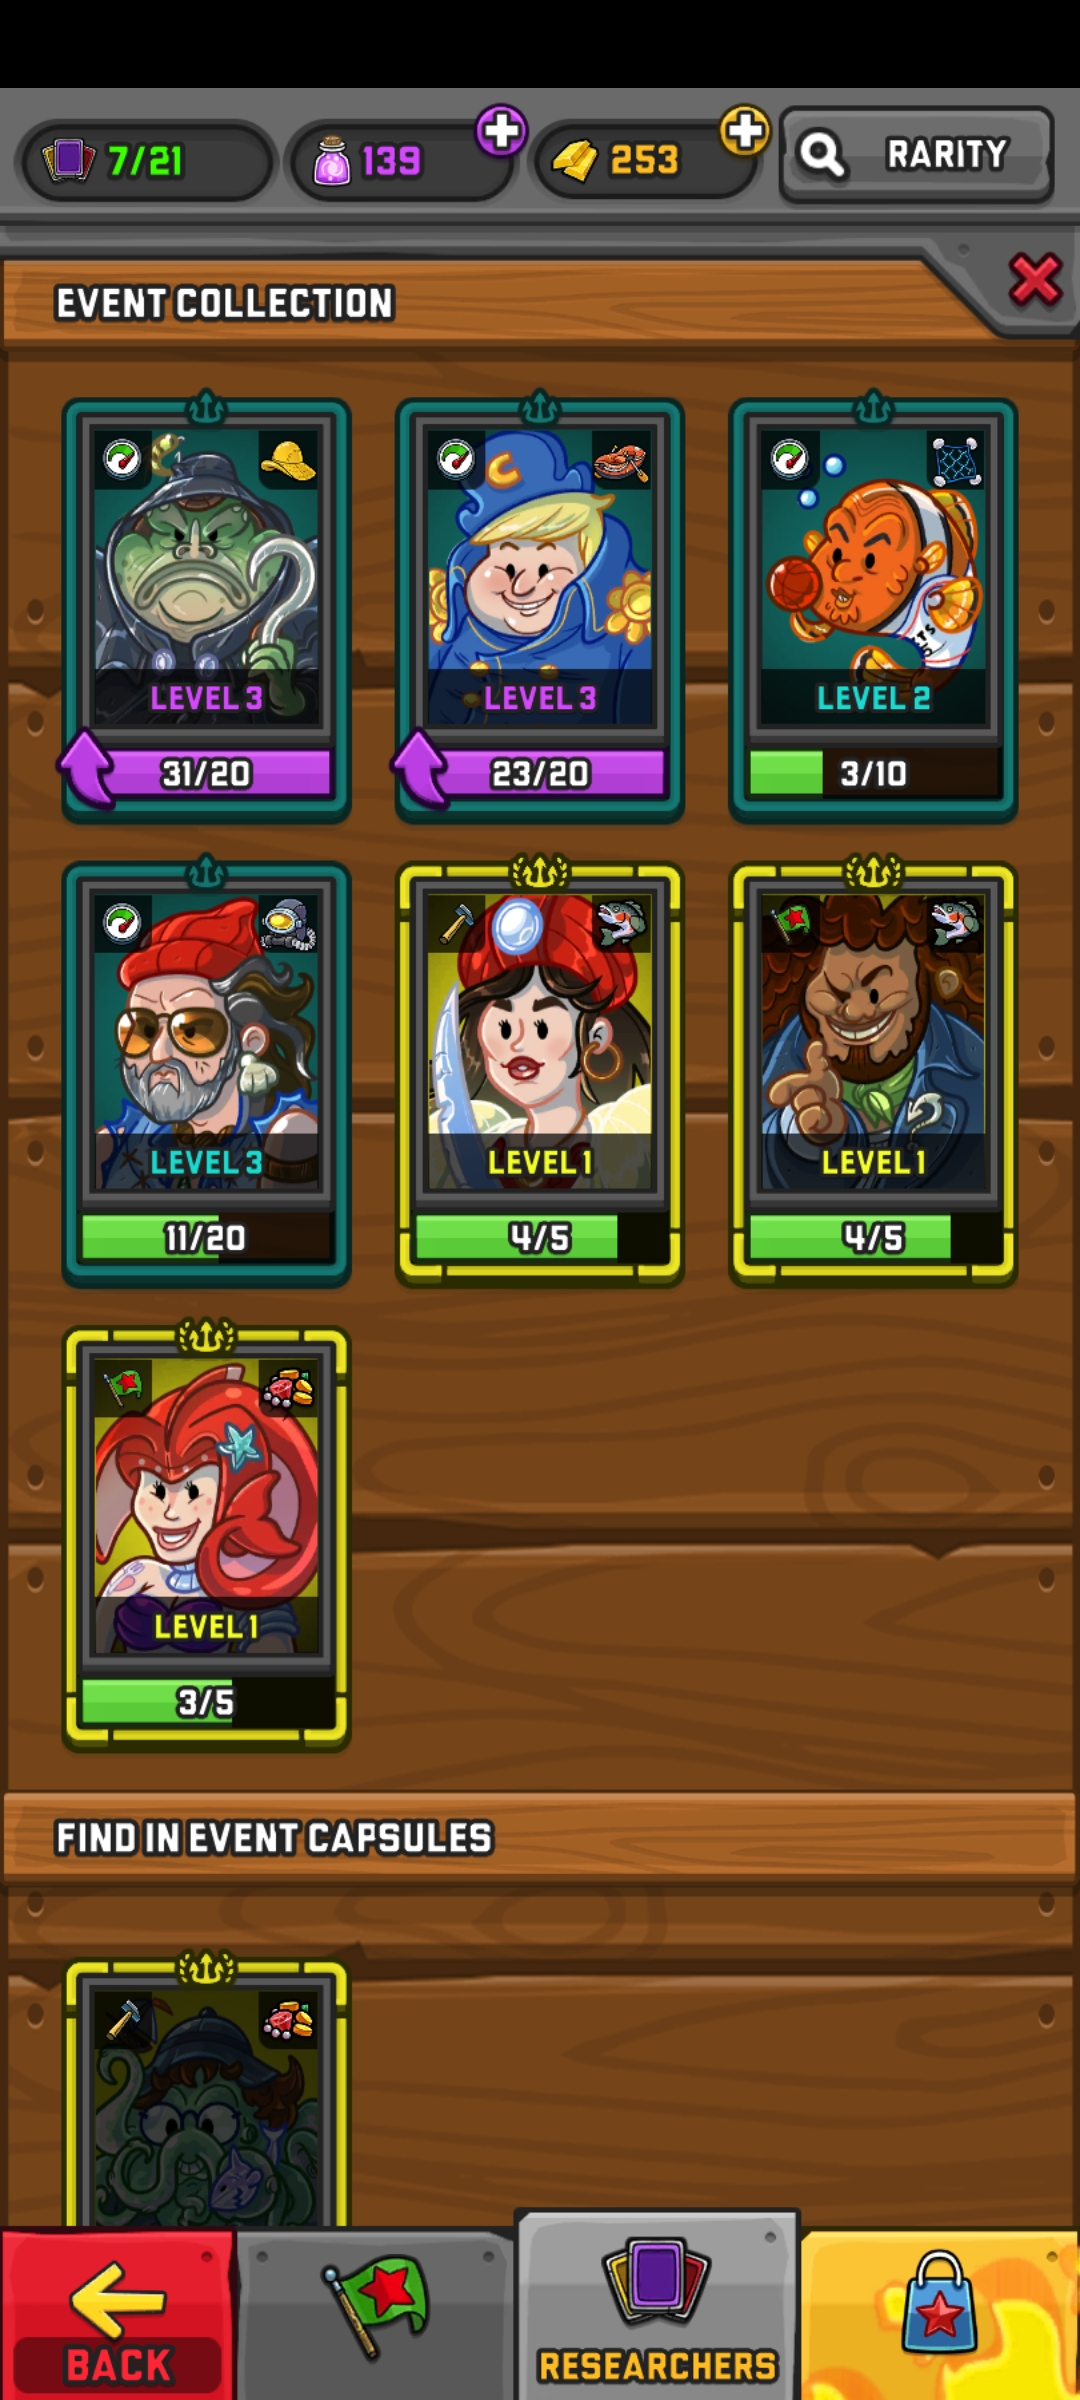 7/21
139
253
RARITY
EVENT COLLECTION
C
LEVEL 3
31/20
LEVEL 3
23/20
LEVEL 2
3/10
LEVEL 3
11/20
LEVEL 1
4/5
LEVEL 1
4/5
LEVEL 1
3/5
FIND IN EVENT CAPSULES
BACK
RESEARCHERS